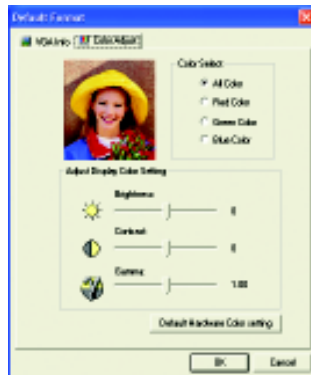 Default Format
VGA Info
Color Adjust
Color Select
All Color
Red Color
Green Color
Blue Color
Adjust Display Color Setting
Brightness:
0
Contrast:
0
Gamma:
1.00
Default Hardware Color setting
OK Cancel